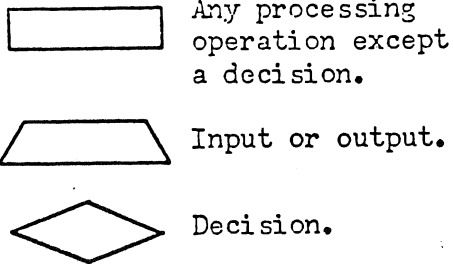 Any processing
operation except
a decision.
Input or output.
Decision.